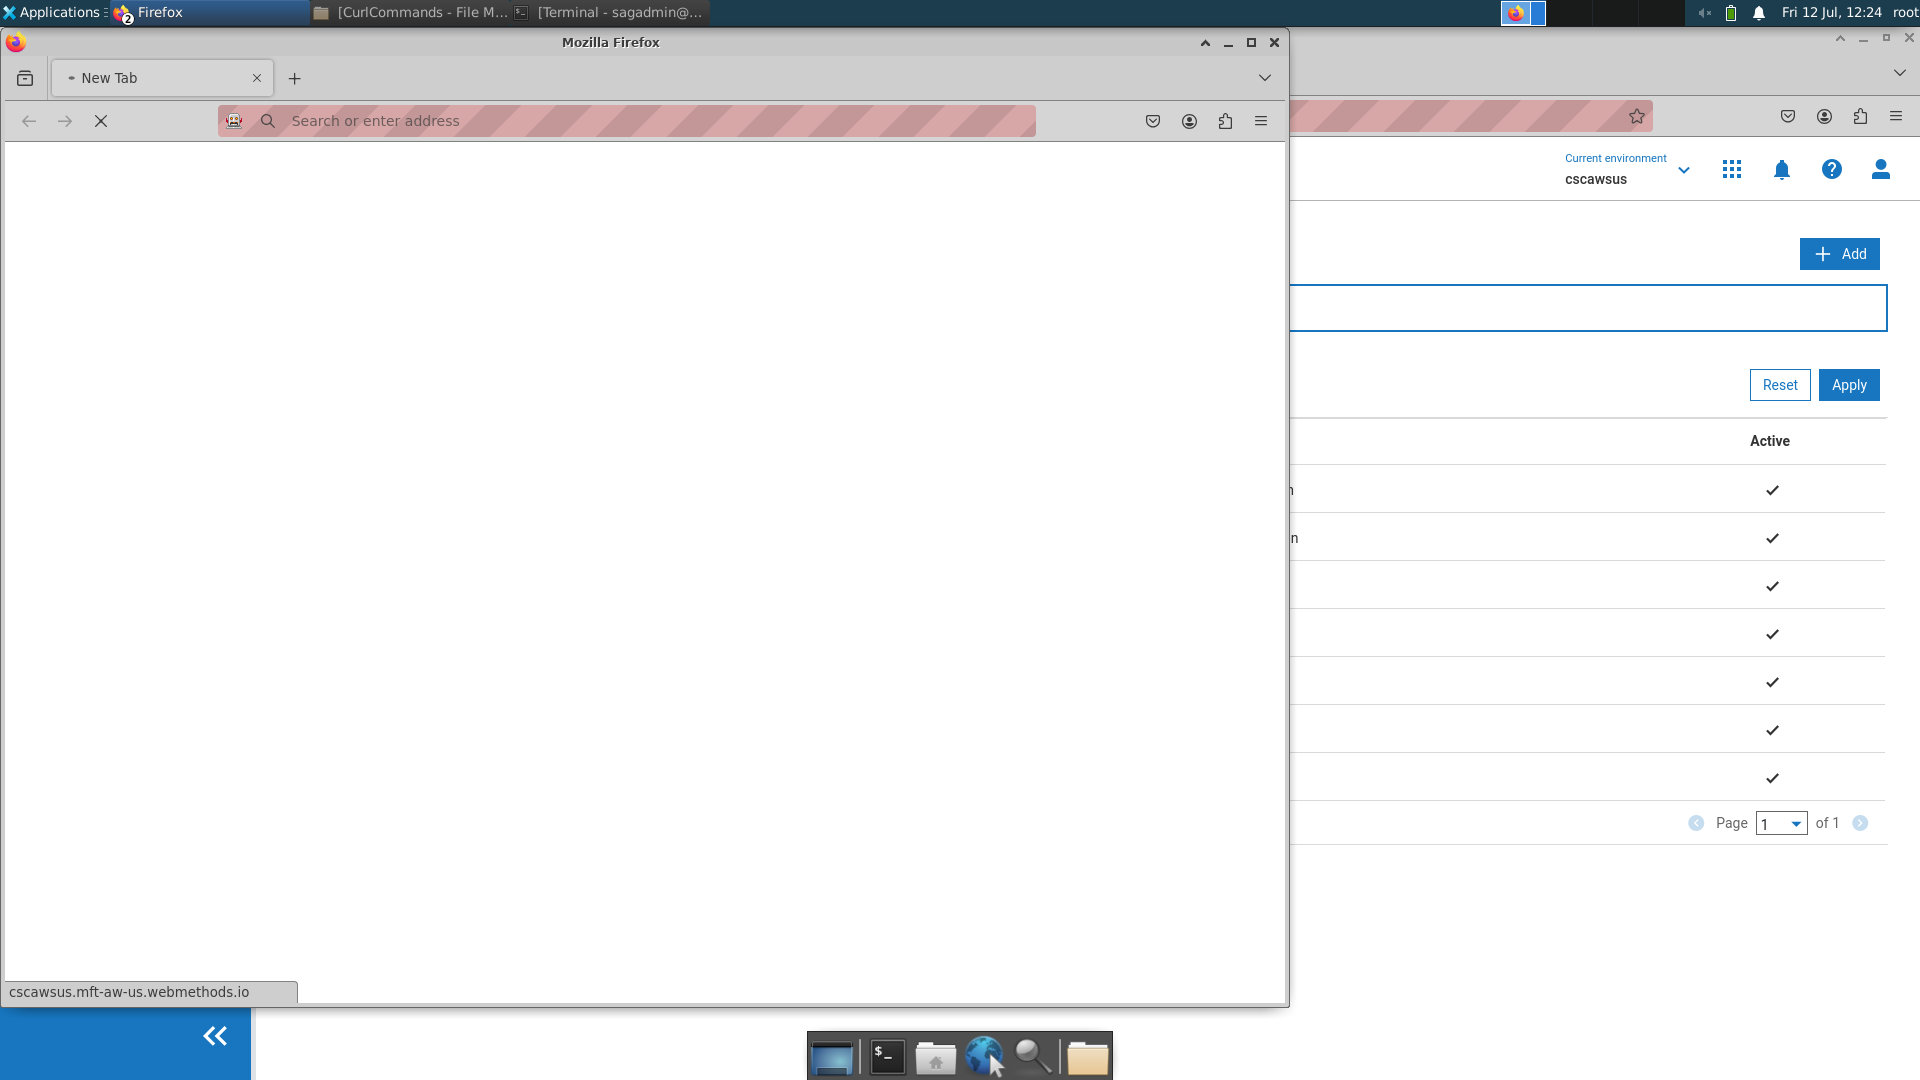 Applications
2
Firefox
[CurlCommands - File M...
[Terminal - sagadmin@...
Fri 12 Jul, 12:24
root
Mozilla Firefox
New Tab
Search or enter address
Current environment
cscawsus
Add
Reset
Apply
Active
n
n
Page
1
of 1
cscawsus.mft-aw-us.webmethods.io
$_